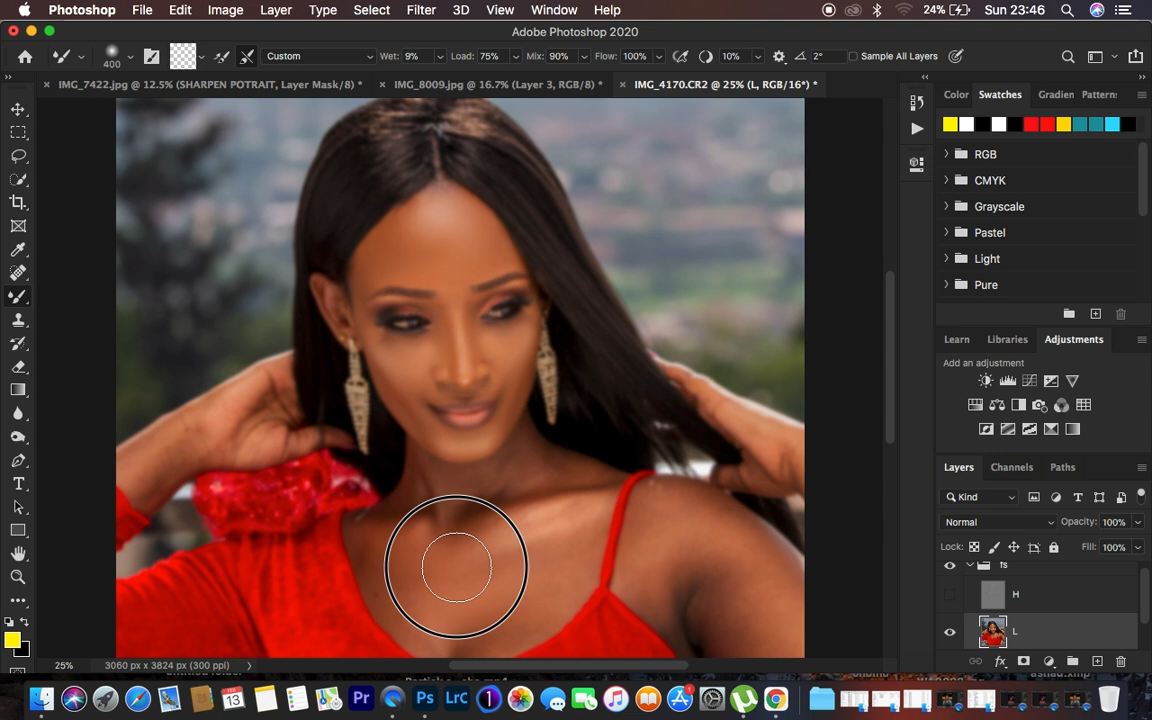 Photoshop File Edit Image Layer Type Select Filter 3D View Window Help 24% Sun 23:46
Adobe Photoshop 2020
400 Custom Wet: 9% Load: 75% Mix: 90% Flow: 100% 10% 2° Sample All Layers
IMG_7422.jpg @ 12.5% (SHARPEN POTRAIT, Layer Mask/8) * IMG_8009.jpg @ 16.7% (Layer 3, RGB/8) * IMG_4170.CR2 @ 25% (L, RGB/16*) *
Color Swatches Gradien Pattern:
RGB
CMYK
Grayscale
Pastel
Light
Pure
Learn Libraries Adjustments
Add an adjustment
Layers Channels Paths
Kind
Normal Opacity: 100%
Lock: Fill: 100%
fs
H
L
25% 3060 px x 3824 px (300 ppi)
Pr Ps LrC 1